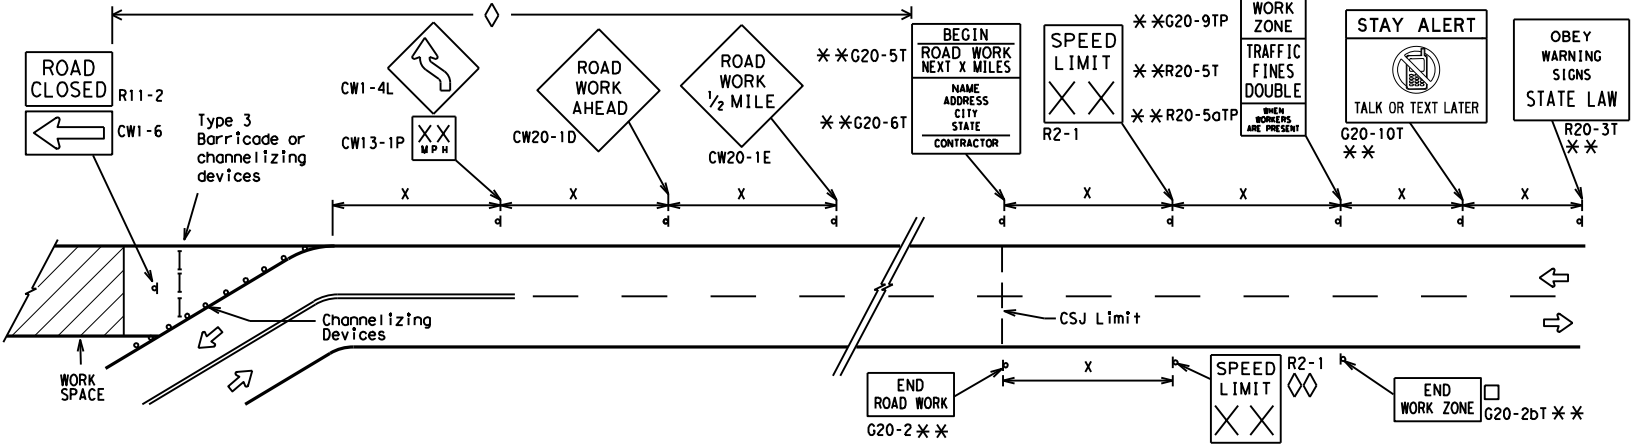 ROAD
CLOSED
R11-2
CW1-6
Type 3
Barricade or
channelizing
devices
CW1-4L
XX
MPH
CW13-1P
ROAD
WORK
AHEAD
CW20-1D
ROAD
WORK
1/2 MILE
CW20-1E
**G20-5T
**G20-6T
BEGIN
ROAD WORK
NEXT X MILES
NAME
ADDRESS
CITY
STATE
CONTRACTOR
SPEED
LIMIT
XX
R2-1
**G20-9TP
**R20-5T
**R20-5aTP
WORK
ZONE
TRAFFIC
FINES
DOUBLE
WHEN
WORKERS
ARE PRESENT
STAY ALERT
TALK OR TEXT LATER
G20-10T
**
OBEY
WARNING
SIGNS
STATE LAW
R20-3T
**
X
X
X
X
X
X
X
Channelizing
Devices
WORK
SPACE
CSJ Limit
X
END
ROAD WORK
G20-2 **
SPEED
LIMIT
XX
R2-1
END
WORK ZONE
G20-2bT **